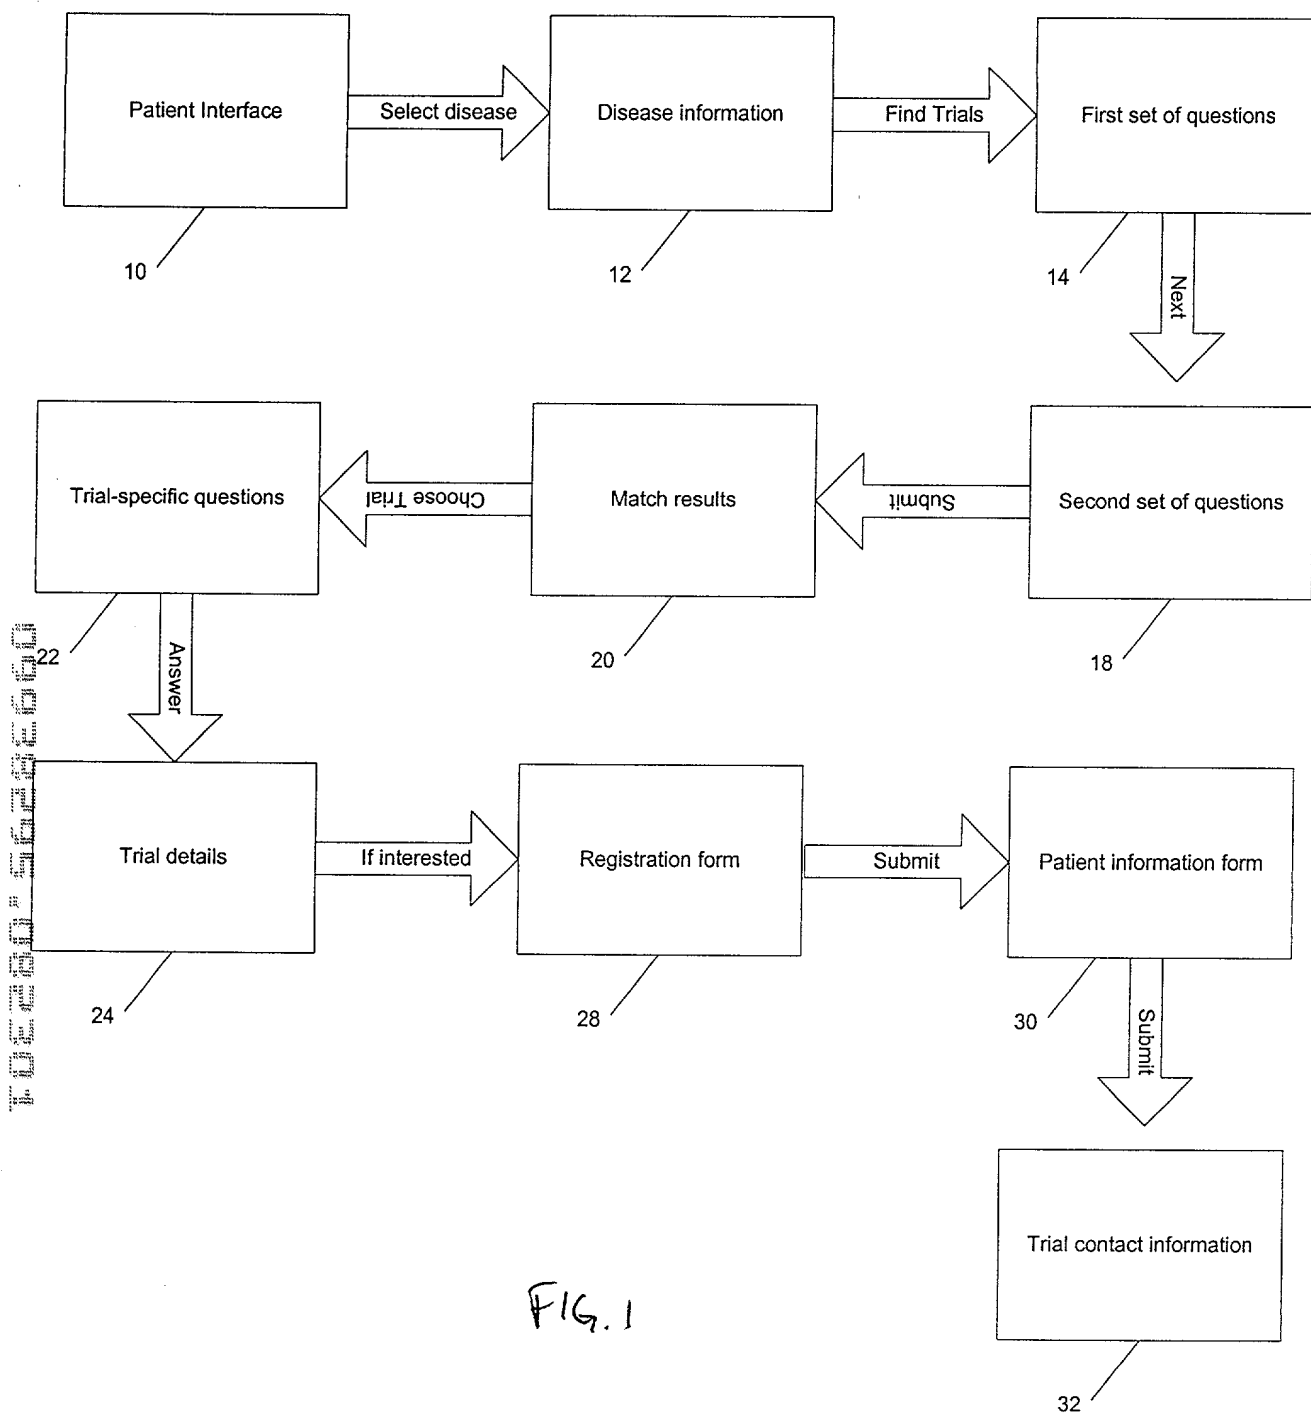 Patient Interface
Select disease
Disease information
Find Trials
First set of questions
10
12
14
Next
Trial-specific questions
Choose Trial
Match results
Submit
Second set of questions
22
20
18
Answer
Trial details
If interested
Registration form
Submit
Patient information form
24
28
30
Submit
Trial contact information
FIG. 1
32